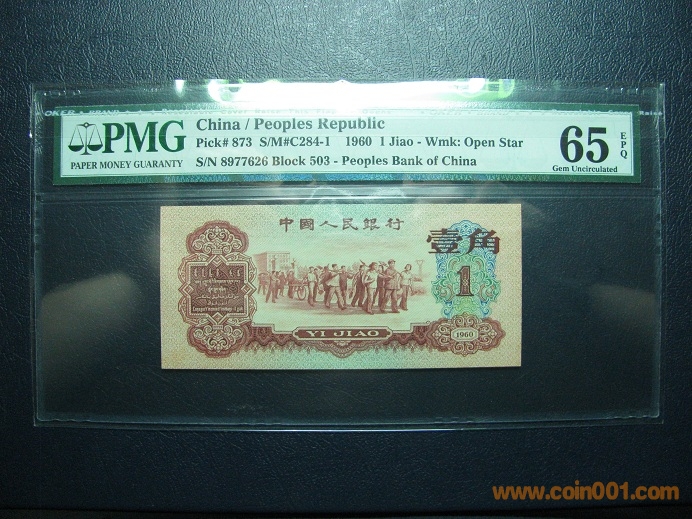 PMG
PAPER MONEY GUARANTY
China / Peoples Republic
Pick# 873 S/M#C284-1 1960 1 Jiao - Wmk: Open Star
S/N 8977626 Block 503 - Peoples Bank of China
65
EPQ
Gem Uncirculated
中國人民銀行
壹角
1
YI JIAO
1960
www.coin001.com